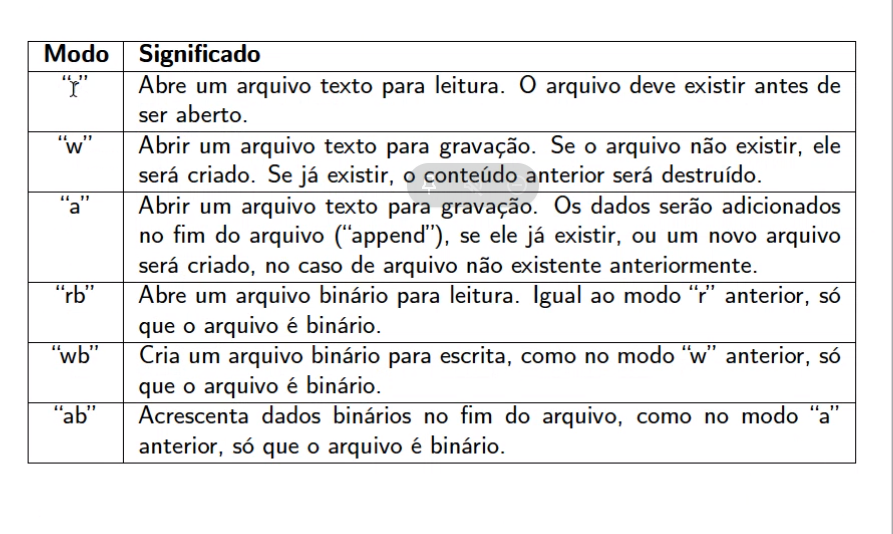 Modo Significado
“r” Abre um arquivo texto para leitura. O arquivo deve existir antes de
ser aberto.
“w” Abrir um arquivo texto para gravação. Se o arquivo não existir, ele
será criado. Se já existir, o conteúdo anterior será destruído.
“a” Abrir um arquivo texto para gravação. Os dados serão adicionados
no fim do arquivo (“append”), se ele já existir, ou um novo arquivo
será criado, no caso de arquivo não existente anteriormente.
“rb” Abre um arquivo binário para leitura. Igual ao modo “r” anterior, só
que o arquivo é binário.
“wb” Cria um arquivo binário para escrita, como no modo “w” anterior, só
que o arquivo é binário.
“ab” Acrescenta dados binários no fim do arquivo, como no modo “a”
anterior, só que o arquivo é binário.